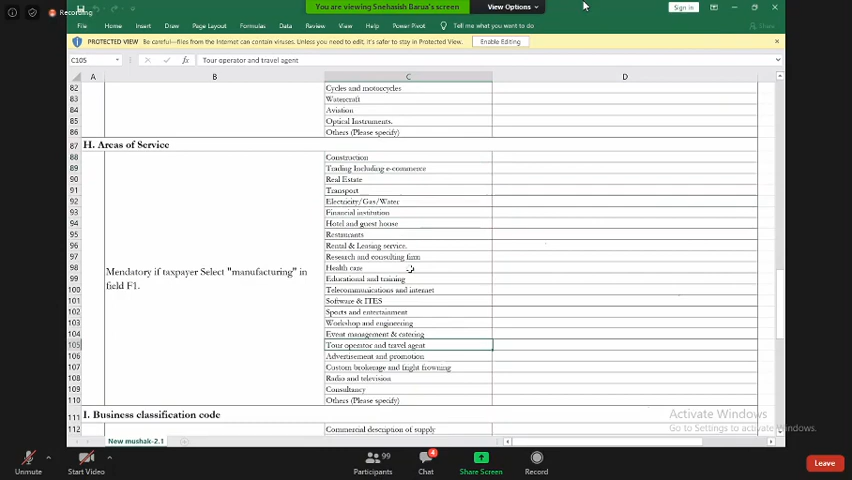 Recording
You are viewing Snehasish Barua's screen
View Options
Sign in
File Home Insert Draw Page Layout Formulas Data Review View Help Power Pivot Tell me what you want to do Share
PROTECTED VIEW Be careful—files from the Internet can contain viruses. Unless you need to edit, it's safer to stay in Protected View. Enable Editing
C105 fx Tour operator and travel agent
A B C D
82 Cycles and motorcycles
83 Watercraft
84 Aviation
85 Optical Instruments.
86 Others (Please specify)
87 H. Areas of Service
88 Construction
89 Trading Including e-commerce
90 Real Estate
91 Transport
92 Electricity/Gas/Water
93 Financial institution
94 Hotel and guest house
95 Restaurants
96 Rental & Leasing service.
97 Research and consulting firm
Mendatory if taxpayer Select "manufacturing" in
field F1.
98 Health care
99 Educational and training
100 Telecommunications and internet
101 Software & ITES
102 Sports and entertainment
103 Workshop and engineering
104 Event management & catering
105 Tour operator and travel agent
106 Advertisement and promotion
107 Custom brokerage and fright frowning
108 Radio and television
109 Consultancy
110 Others (Please specify)
111 I. Business classification code
112 Commercial description of supply
Activate Windows
Go to Settings to activate Windows.
New mushak-2.1
99
4
Unmute Start Video Participants Chat Share Screen Record Leave